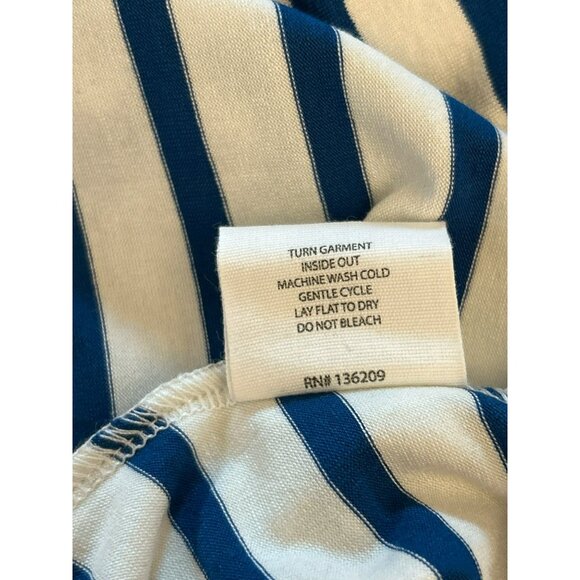 TURN GARMENT
INSIDE OUT
MACHINE WASH COLD
GENTLE CYCLE
LAY FLAT TO DRY
DO NOT BLEACH
RN# 136209